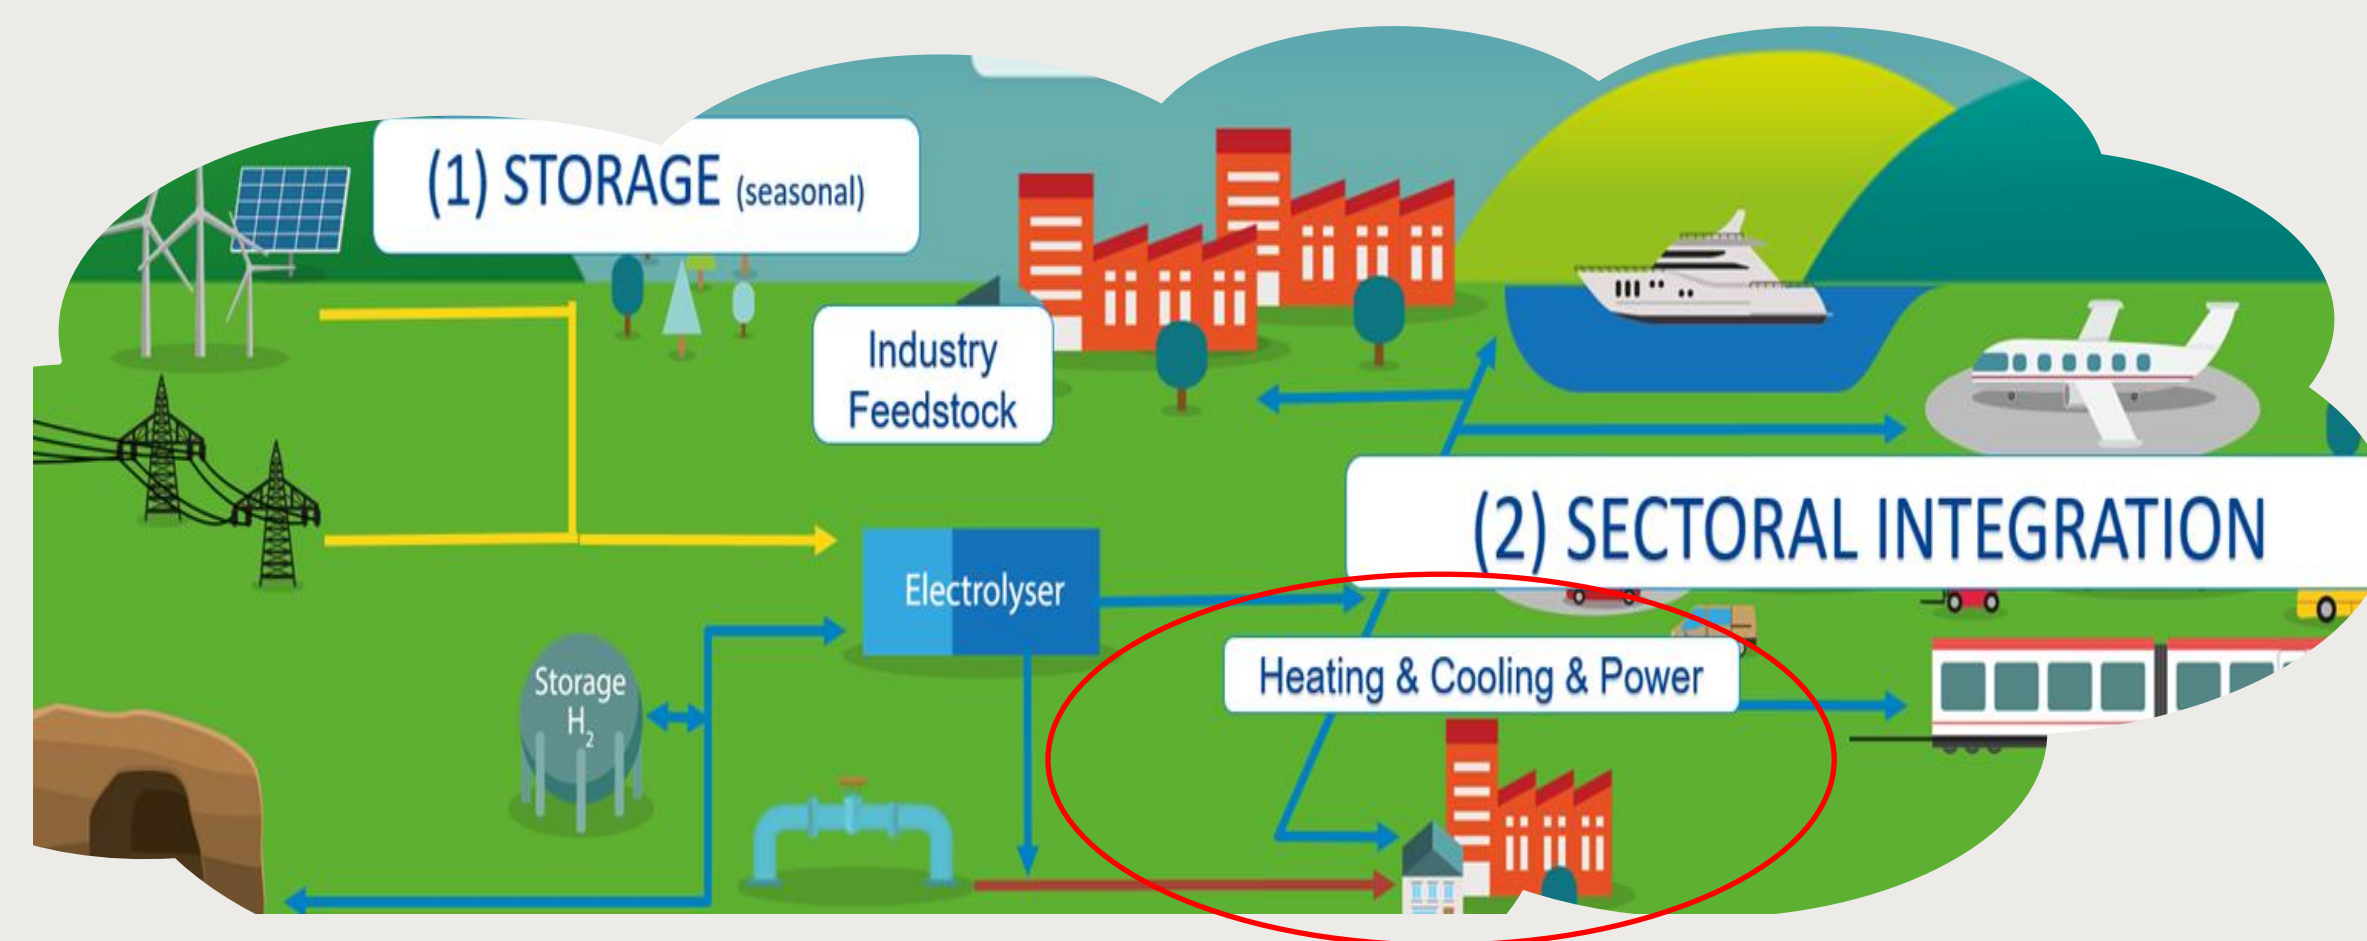 (1) STORAGE (seasonal)
Industry
Feedstock
(2) SECTORAL INTEGRATION
Electrolyser
Heating & Cooling & Power
Storage
H2